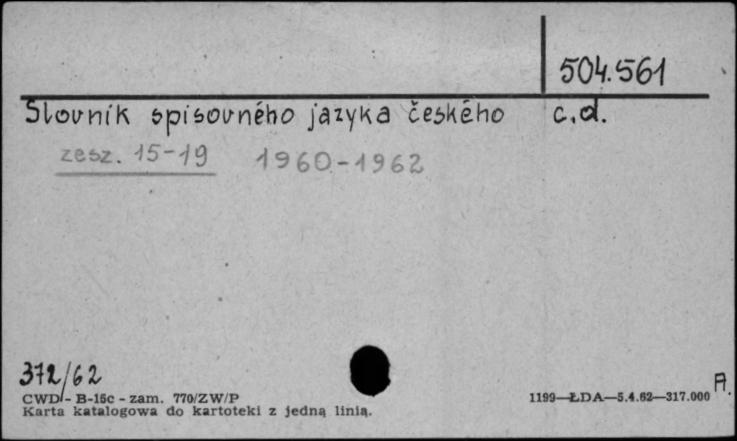 504.561
Slovník spisovného jazyka českého c.d.
zesz. 15-19 1960-1962
372/62
CWD - B-15c - zam. 770/ZW/P
1199—ŁDA—5.4.62—317.000 A.
Karta katalogowa do kartoteki z jedną linią.